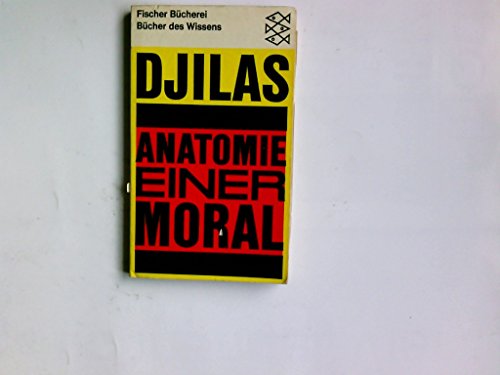 Fischer Bücherei
Bücher des Wissens
DJILAS
ANATOMIE
EINER
MORAL